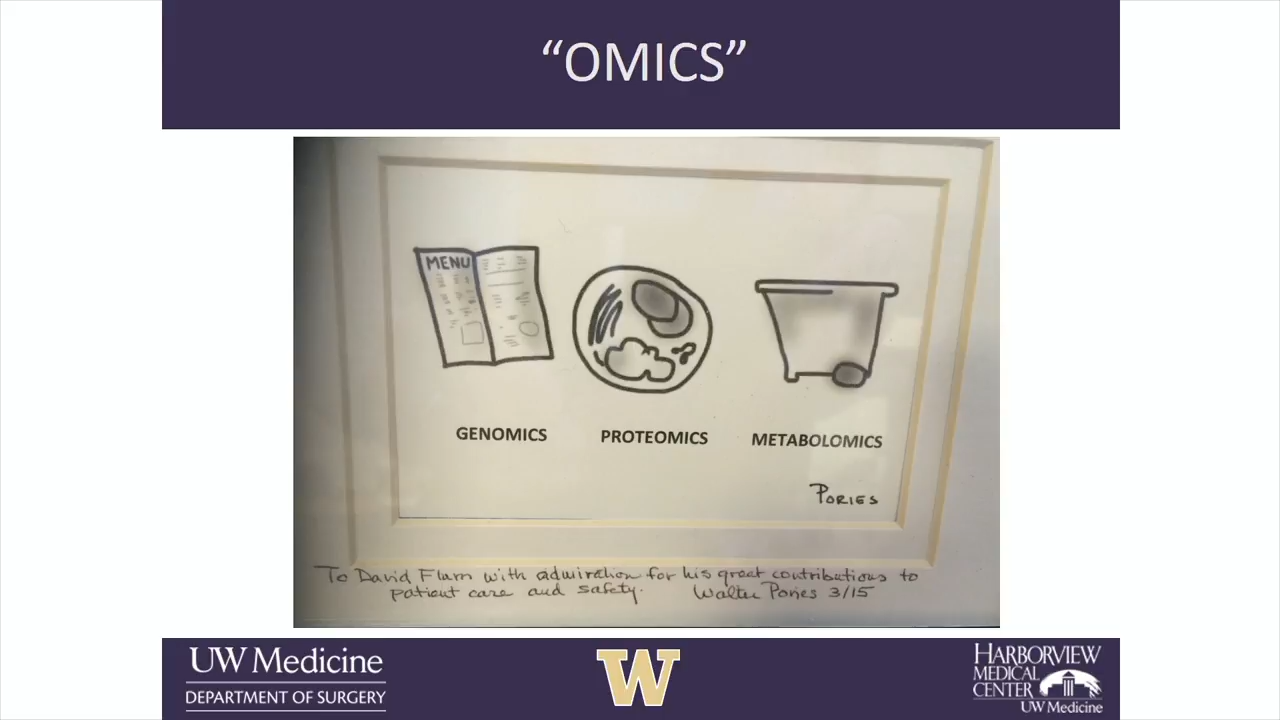 “OMICS”
MENU
GENOMICS
PROTEOMICS
METABOLOMICS
PORIES
To David Flum with admiration for his great contributions to
patient care and safety. Walter Pories 3/15
UW Medicine
DEPARTMENT OF SURGERY
W
HARBORVIEW
MEDICAL
CENTER
UW Medicine